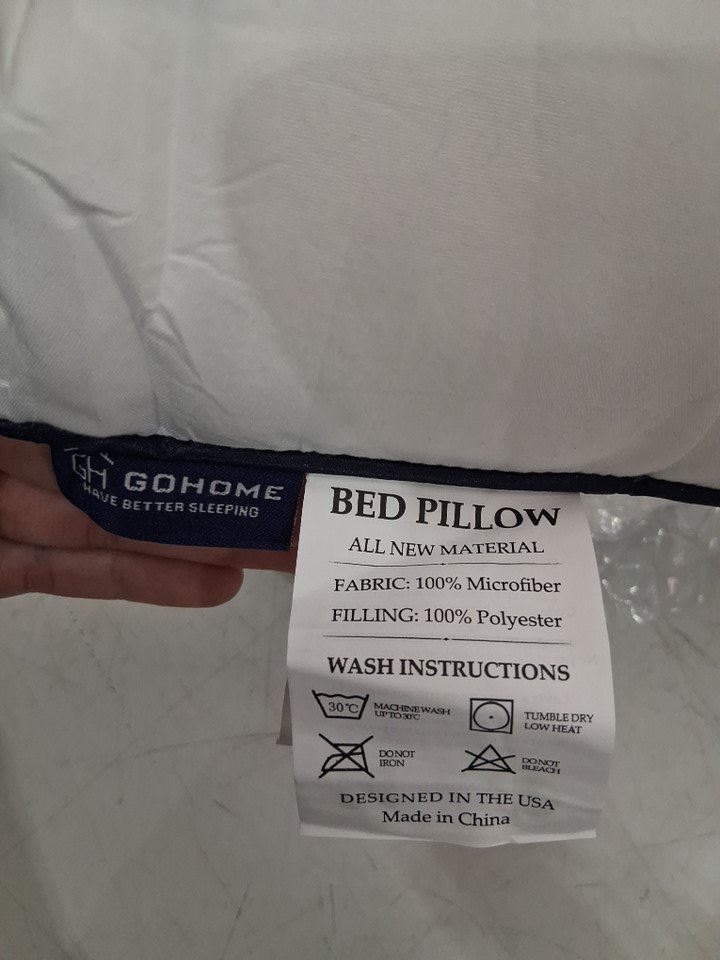 GH GOHOME
HAVE BETTER SLEEPING
BED PILLOW
ALL NEW MATERIAL
FABRIC: 100% Microfiber
FILLING: 100% Polyester
WASH INSTRUCTIONS
30°C
MACHINE WASH
UP TO 30°C
TUMBLE DRY
LOW HEAT
DO NOT
IRON
DO NOT
BLEACH
DESIGNED IN THE USA
Made in China